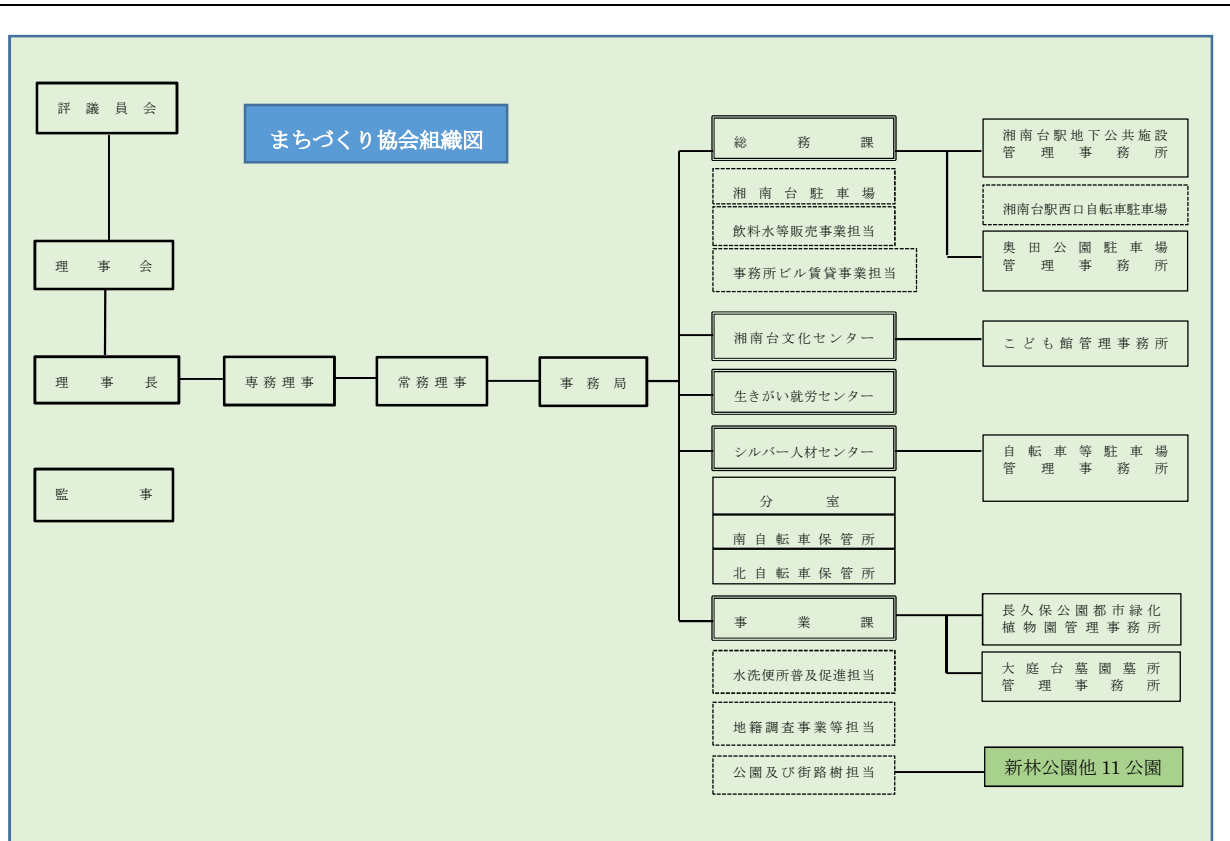 評議員会
まちづくり協会組織図
理事会
理事長
専務理事
常務理事
事務局
監事
総務課
湘南台駐車場
飲料水等販売事業担当
事務所ビル賃貸事業担当
湘南台文化センター
生きがい就労センター
シルバー人材センター
分室
南自転車保管所
北自転車保管所
事業課
水洗便所普及促進担当
地籍調査事業等担当
公園及び街路樹担当
湘南台駅地下公共施設
管理事務所
湘南台駅西口自転車駐車場
奥田公園駐車場
管理事務所
こども館管理事務所
自転車等駐車場
管理事務所
長久保公園都市緑化
植物園管理事務所
大庭台墓園墓所
管理事務所
新林公園他 11 公園